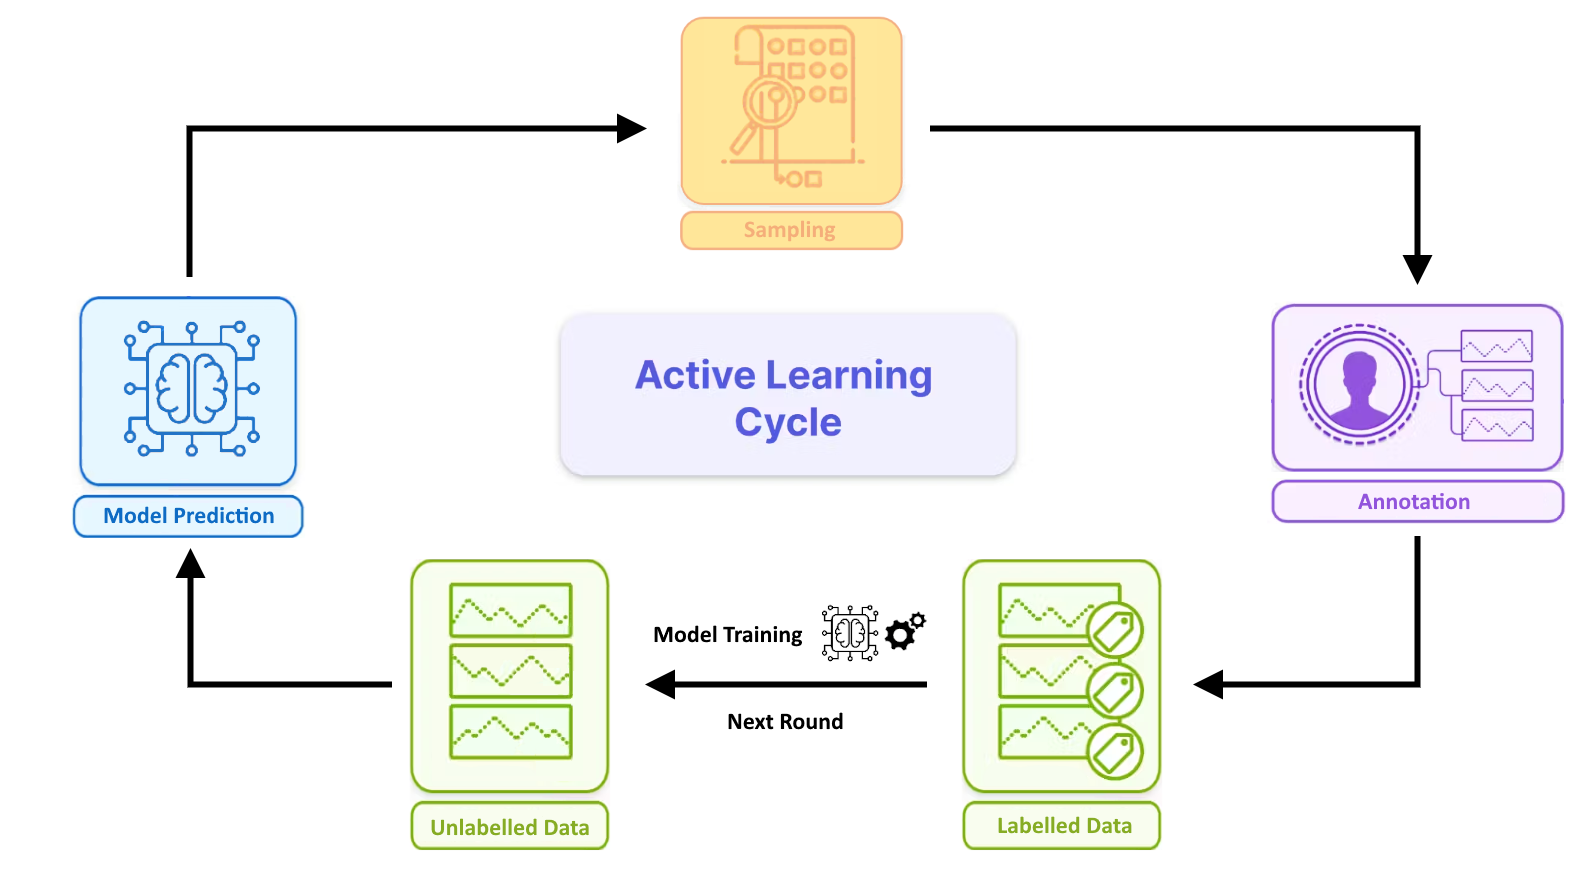 Sampling
Active Learning
Cycle
Model Prediction
Annotation
Model Training
Next Round
Unlabelled Data
Labelled Data